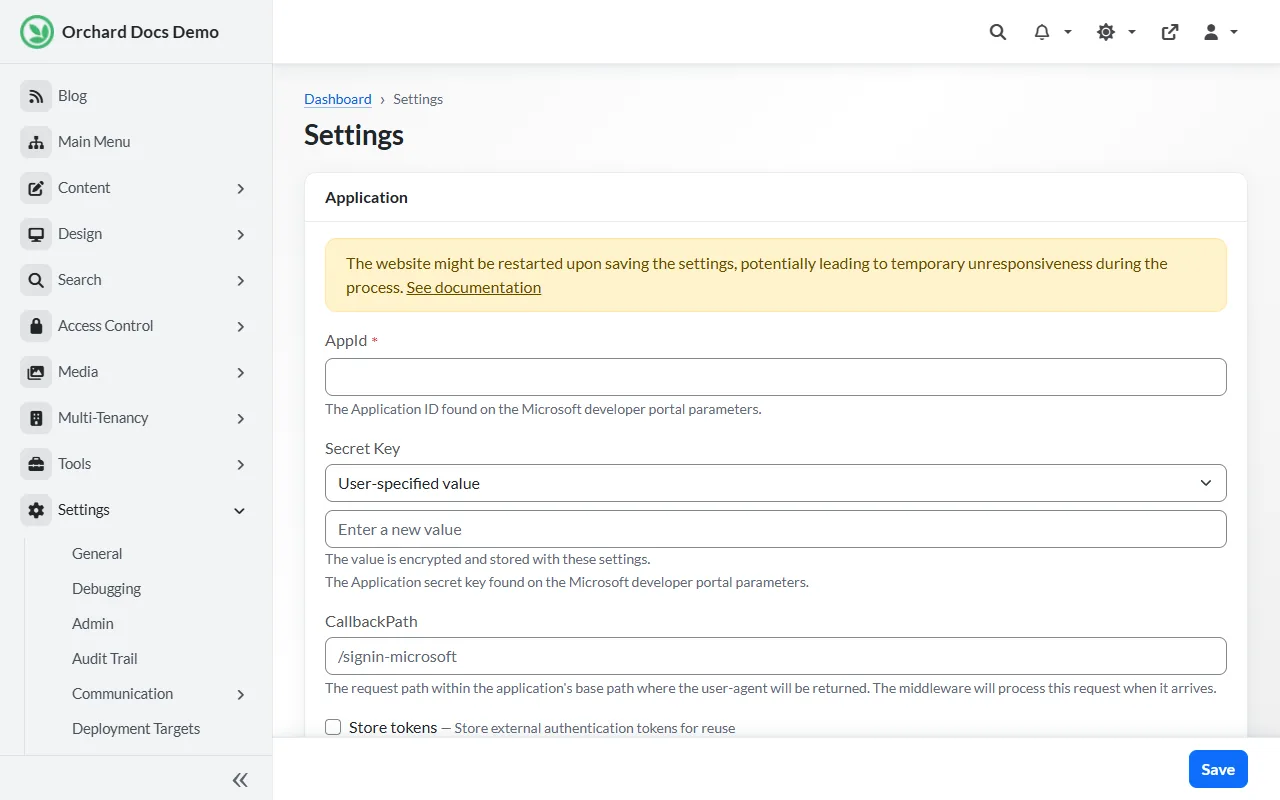 Orchard Docs Demo
Blog
Main Menu
Content
Design
Search
Access Control
Media
Multi-Tenancy
Tools
Settings
General
Debugging
Admin
Audit Trail
Communication
Deployment Targets
Dashboard › Settings
Settings
Application
The website might be restarted upon saving the settings, potentially leading to temporary unresponsiveness during the
process. See documentation
AppId *
The Application ID found on the Microsoft developer portal parameters.
Secret Key
User-specified value
Enter a new value
The value is encrypted and stored with these settings.
The Application secret key found on the Microsoft developer portal parameters.
CallbackPath
/signin-microsoft
The request path within the application's base path where the user-agent will be returned. The middleware will process this request when it arrives.
Store tokens — Store external authentication tokens for reuse
Save